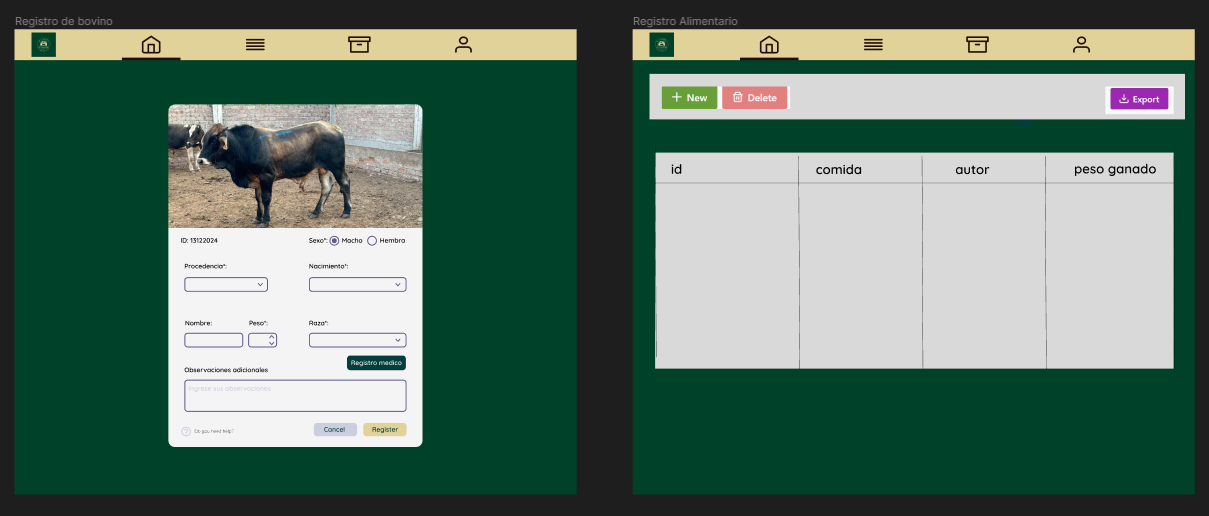 Registro de bovino
ID: 13122024
Sexo*: Macho Hembra
Procedencia*:
Nacimiento*:
Nombre:
Peso*:
Raza*:
Registro medico
Observaciones adicionales
Ingrese sus observaciones
Do you need help?
Cancel
Register
Registro Alimentario
New
Delete
Export
id
comida
autor
peso ganado